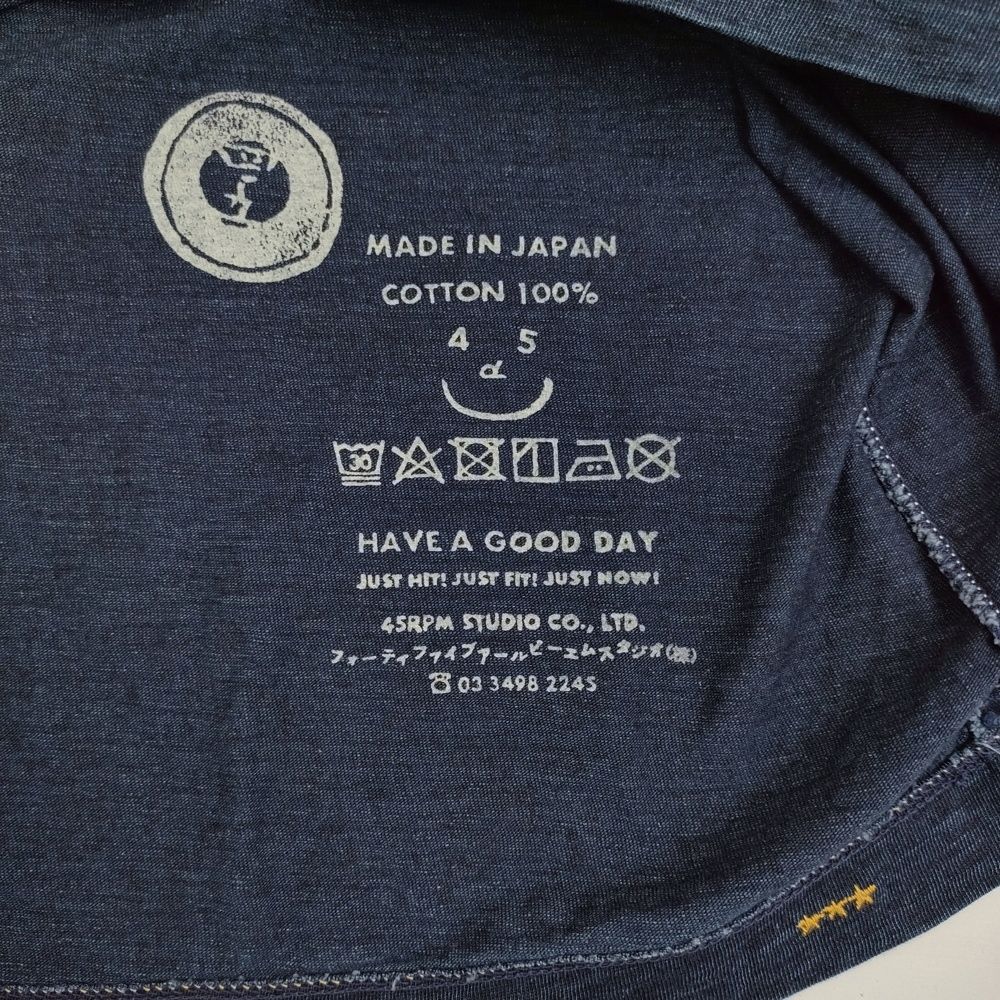 MADE IN JAPAN
COTTON 100%
4 5
R
30
HAVE A GOOD DAY
JUST HIT! JUST FIT! JUST NOW!
45RPM STUDIO CO., LTD.
フォーティファイブアールピーエムスタジオ(株)
☎ 03 3498 2245